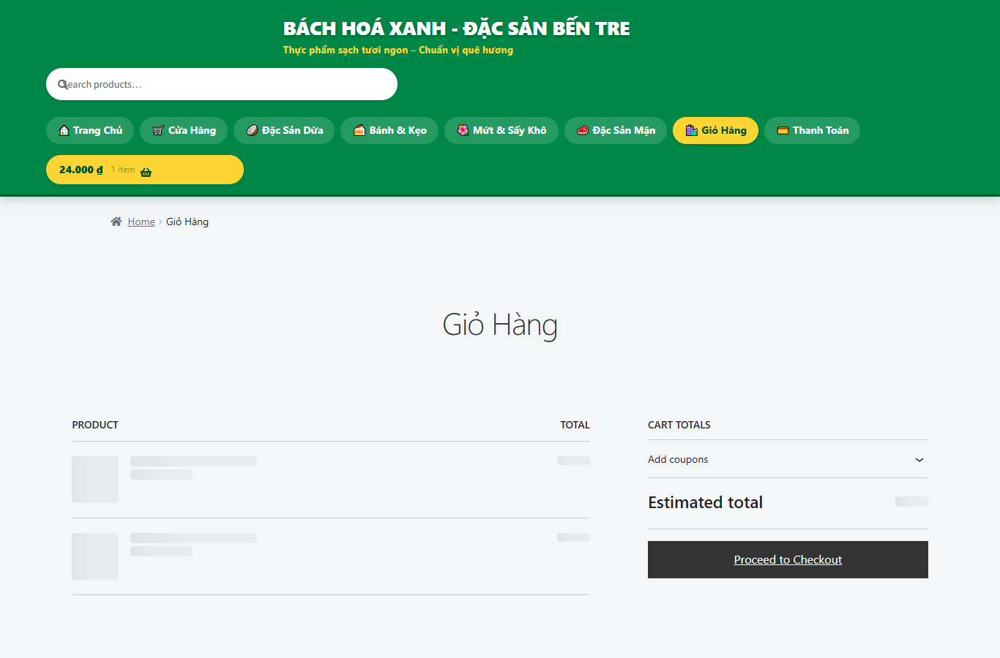 BÁCH HOÁ XANH - ĐẶC SẢN BẾN TRE
Thực phẩm sạch tươi ngon – Chuẩn vị quê hương
Search products…
Trang Chủ
Cửa Hàng
Đặc Sản Dừa
Bánh & Kẹo
Mứt & Sấy Khô
Đặc Sản Mặn
Giỏ Hàng
Thanh Toán
24.000 ₫ 1 item
Home › Giỏ Hàng
Giỏ Hàng
PRODUCT TOTAL
CART TOTALS
Add coupons
Estimated total
Proceed to Checkout